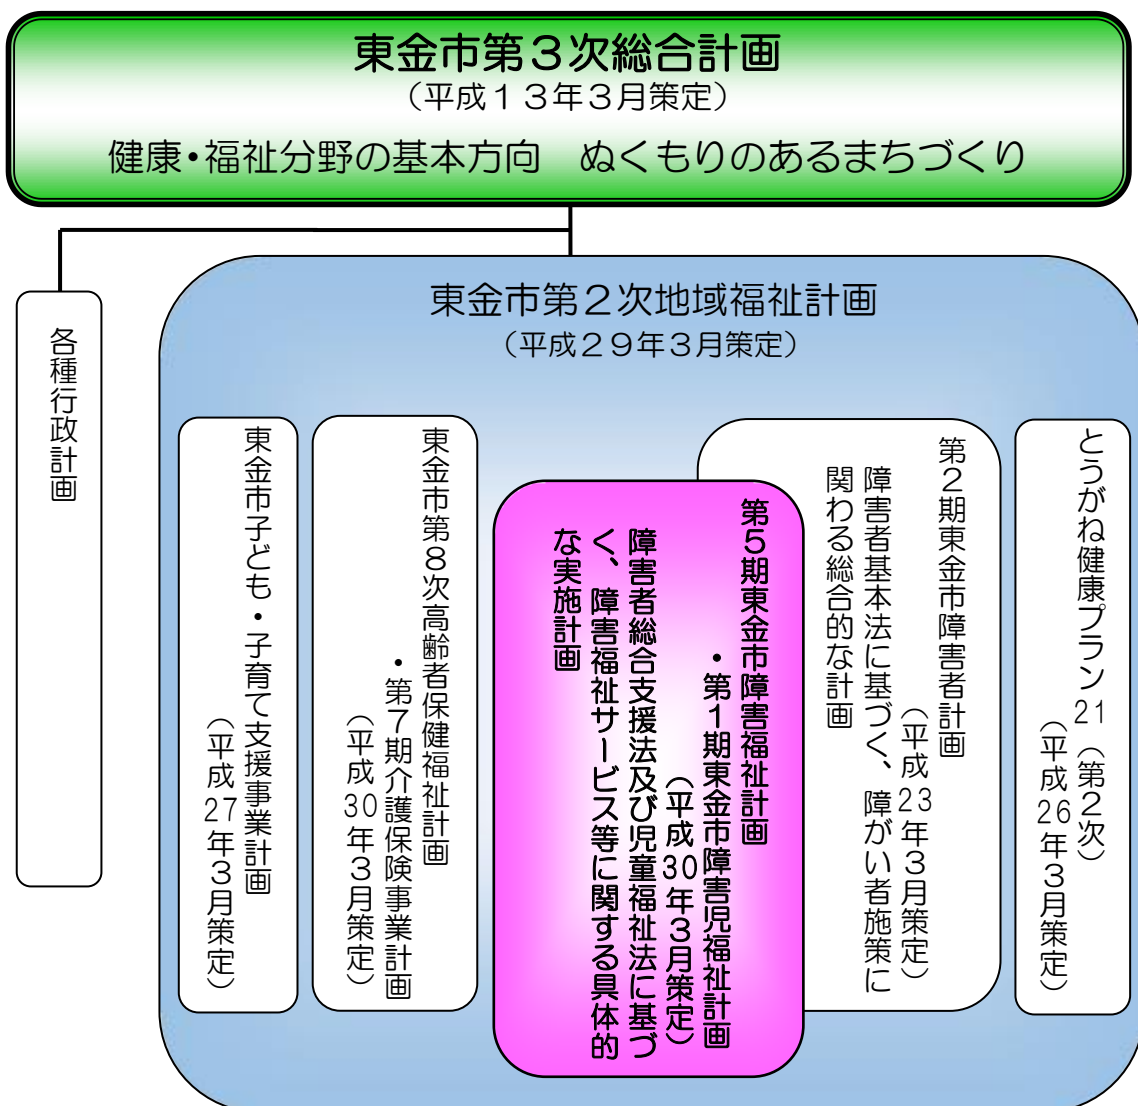 東金市第３次総合計画
（平成１３年３月策定）
健康・福祉分野の基本方向　ぬくもりのあるまちづくり
各種行政計画
東金市第２次地域福祉計画
（平成２９年３月策定）
とうがね健康プラン21（第２次）
（平成26年３月策定）
第２期東金市障害者計画
（平成23年３月策定）
障害者基本法に基づく、障がい者施策に
関わる総合的な計画
第５期東金市障害福祉計画
・第１期東金市障害児福祉計画
（平成30年３月策定）
障害者総合支援法及び児童福祉法に基づ
く、障害福祉サービス等に関する具体的
な実施計画
東金市第８次高齢者保健福祉計画
・第７期介護保険事業計画
（平成30年３月策定）
東金市子ども・子育て支援事業計画
（平成27年３月策定）